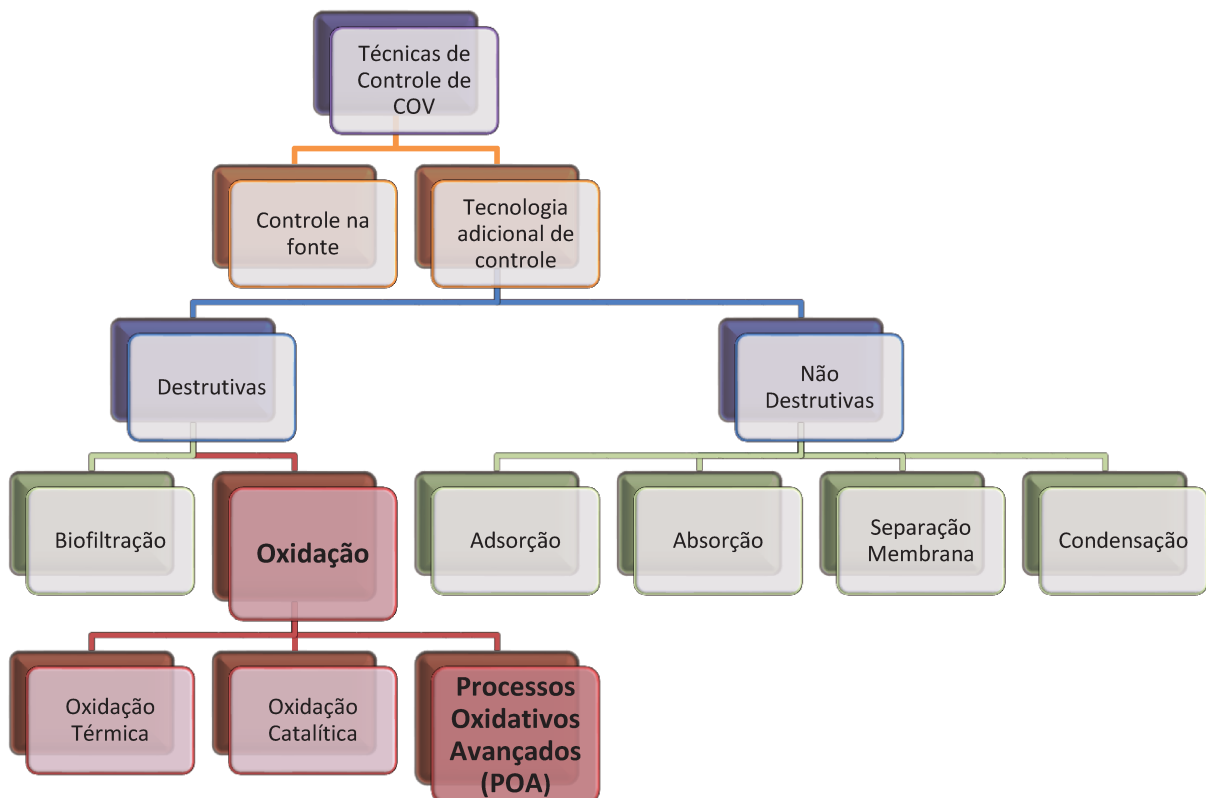 Técnicas de
Controle de
COV
Controle na
fonte
Tecnologia
adicional de
controle
Destrutivas
Não
Destrutivas
Biofiltração
Oxidação
Adsorção
Absorção
Separação
Membrana
Condensação
Oxidação
Térmica
Oxidação
Catalítica
Processos
Oxidativos
Avançados
(POA)